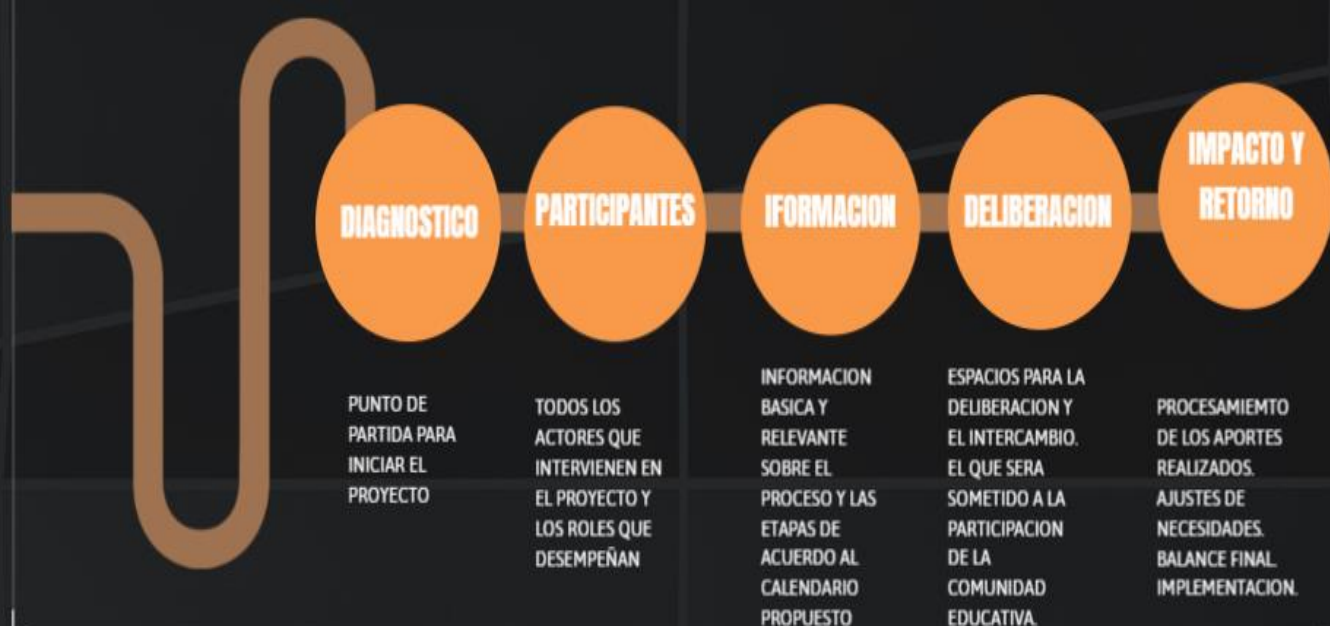 DIAGNOSTICO
PARTICIPANTES
IFORMACION
DELIBERACION
IMPACTO Y
RETORNO
PUNTO DE
PARTIDA PARA
INICIAR EL
PROYECTO
TODOS LOS
ACTORES QUE
INTERVIENEN EN
EL PROYECTO Y
LOS ROLES QUE
DESEMPEÑAN
INFORMACION
BASICA Y
RELEVANTE
SOBRE EL
PROCESO Y LAS
ETAPAS DE
ACUERDO AL
CALENDARIO
PROPUESTO
ESPACIOS PARA LA
DELIBERACION Y
EL INTERCAMBIO.
EL QUE SERA
SOMETIDO A LA
PARTICIPACION
DE LA
COMUNIDAD
EDUCATIVA.
PROCESAMIEMTO
DE LOS APORTES
REALIZADOS.
AJUSTES DE
NECESIDADES.
BALANCE FINAL.
IMPLEMENTACION.